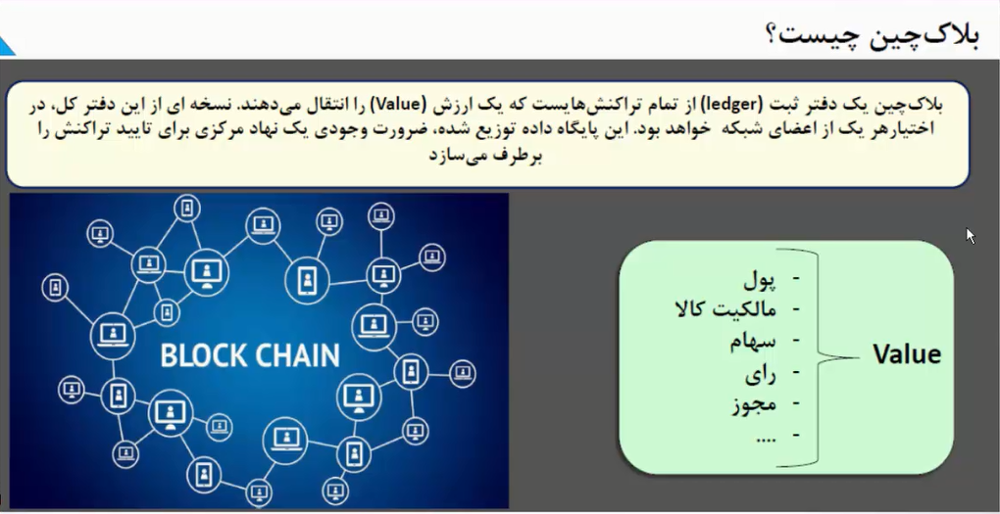 بلاک‌چین چیست؟
بلاک‌چین یک دفتر ثبت (ledger) از تمام تراکنش‌هایست که یک ارزش (Value) را انتقال می‌دهند. نسخه ای از این دفتر کل، در
اختیارهر یک از اعضای شبکه خواهد بود. این پایگاه داده توزیع شده، ضرورت وجودی یک نهاد مرکزی برای تایید تراکنش را
برطرف می‌سازد
BLOCK CHAIN
Value
- پول
- مالکیت کالا
- سهام
- رای
- مجوز
- ....